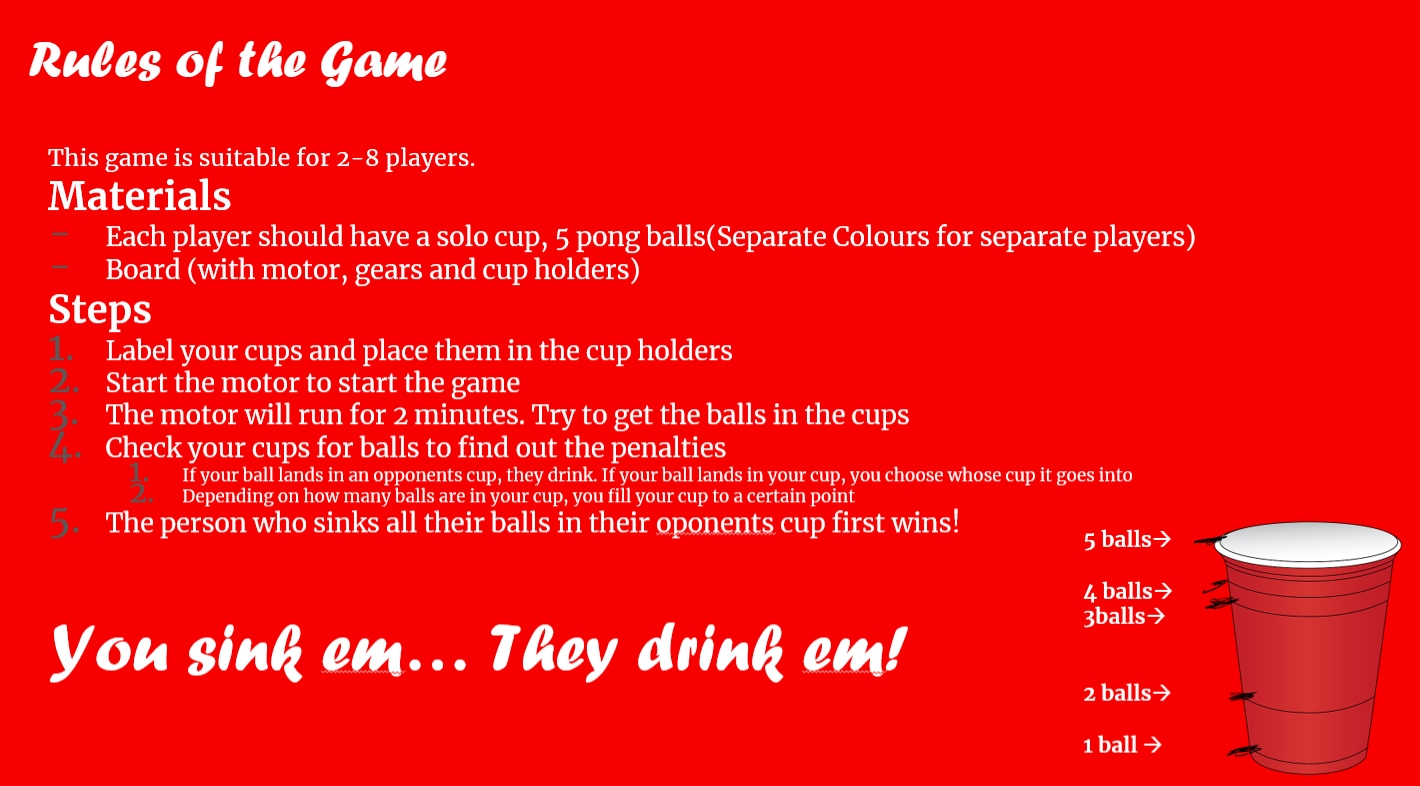 Rules of the Game
This game is suitable for 2-8 players.
Materials
– Each player should have a solo cup, 5 pong balls(Separate Colours for separate players)
– Board (with motor, gears and cup holders)
Steps
1. Label your cups and place them in the cup holders
2. Start the motor to start the game
3. The motor will run for 2 minutes. Try to get the balls in the cups
4. Check your cups for balls to find out the penalties
1. If your ball lands in an opponents cup, they drink. If your ball lands in your cup, you choose whose cup it goes into
2. Depending on how many balls are in your cup, you fill your cup to a certain point
5. The person who sinks all their balls in their oponents cup first wins!
5 balls→
4 balls→
3balls→
You sink em... They drink em!
2 balls→
1 ball →